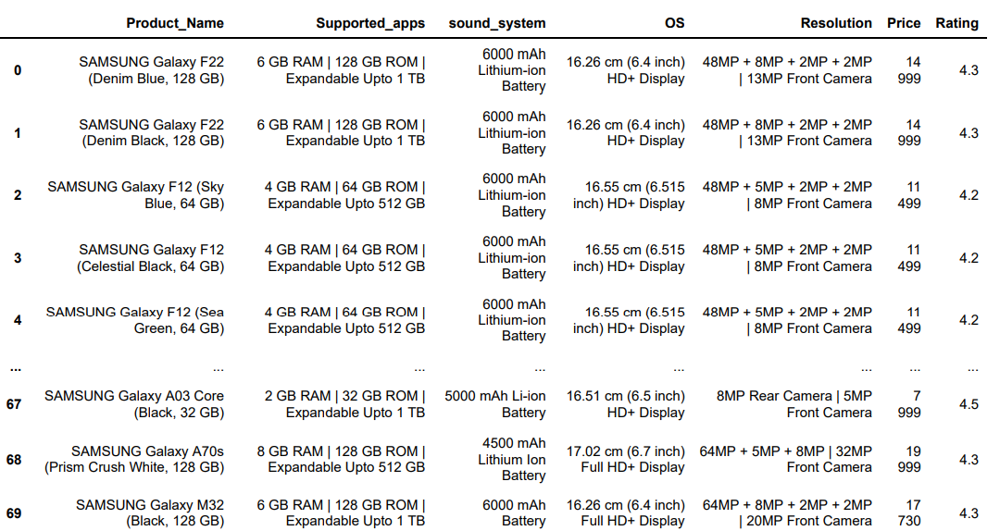 Product_Name Supported_apps sound_system OS Resolution Price Rating
0 SAMSUNG Galaxy F22 (Denim Blue, 128 GB) 6 GB RAM | 128 GB ROM | Expandable Upto 1 TB 6000 mAh Lithium-ion Battery 16.26 cm (6.4 inch) HD+ Display 48MP + 8MP + 2MP + 2MP | 13MP Front Camera 14 999 4.3
1 SAMSUNG Galaxy F22 (Denim Black, 128 GB) 6 GB RAM | 128 GB ROM | Expandable Upto 1 TB 6000 mAh Lithium-ion Battery 16.26 cm (6.4 inch) HD+ Display 48MP + 8MP + 2MP + 2MP | 13MP Front Camera 14 999 4.3
2 SAMSUNG Galaxy F12 (Sky Blue, 64 GB) 4 GB RAM | 64 GB ROM | Expandable Upto 512 GB 6000 mAh Lithium-ion Battery 16.55 cm (6.515 inch) HD+ Display 48MP + 5MP + 2MP + 2MP | 8MP Front Camera 11 499 4.2
3 SAMSUNG Galaxy F12 (Celestial Black, 64 GB) 4 GB RAM | 64 GB ROM | Expandable Upto 512 GB 6000 mAh Lithium-ion Battery 16.55 cm (6.515 inch) HD+ Display 48MP + 5MP + 2MP + 2MP | 8MP Front Camera 11 499 4.2
4 SAMSUNG Galaxy F12 (Sea Green, 64 GB) 4 GB RAM | 64 GB ROM | Expandable Upto 512 GB 6000 mAh Lithium-ion Battery 16.55 cm (6.515 inch) HD+ Display 48MP + 5MP + 2MP + 2MP | 8MP Front Camera 11 499 4.2
... ... ... ... ... ... ... ...
67 SAMSUNG Galaxy A03 Core (Black, 32 GB) 2 GB RAM | 32 GB ROM | Expandable Upto 1 TB 5000 mAh Li-ion Battery 16.51 cm (6.5 inch) HD+ Display 8MP Rear Camera | 5MP Front Camera 7 999 4.5
68 SAMSUNG Galaxy A70s (Prism Crush White, 128 GB) 8 GB RAM | 128 GB ROM | Expandable Upto 512 GB 4500 mAh Lithium Ion Battery 17.02 cm (6.7 inch) Full HD+ Display 64MP + 5MP + 8MP | 32MP Front Camera 19 999 4.3
69 SAMSUNG Galaxy M32 (Black, 128 GB) 6 GB RAM | 128 GB ROM | Expandable Upto 1 TB 6000 mAh Battery 16.26 cm (6.4 inch) Full HD+ Display 64MP + 8MP + 2MP + 2MP | 20MP Front Camera 17 730 4.3